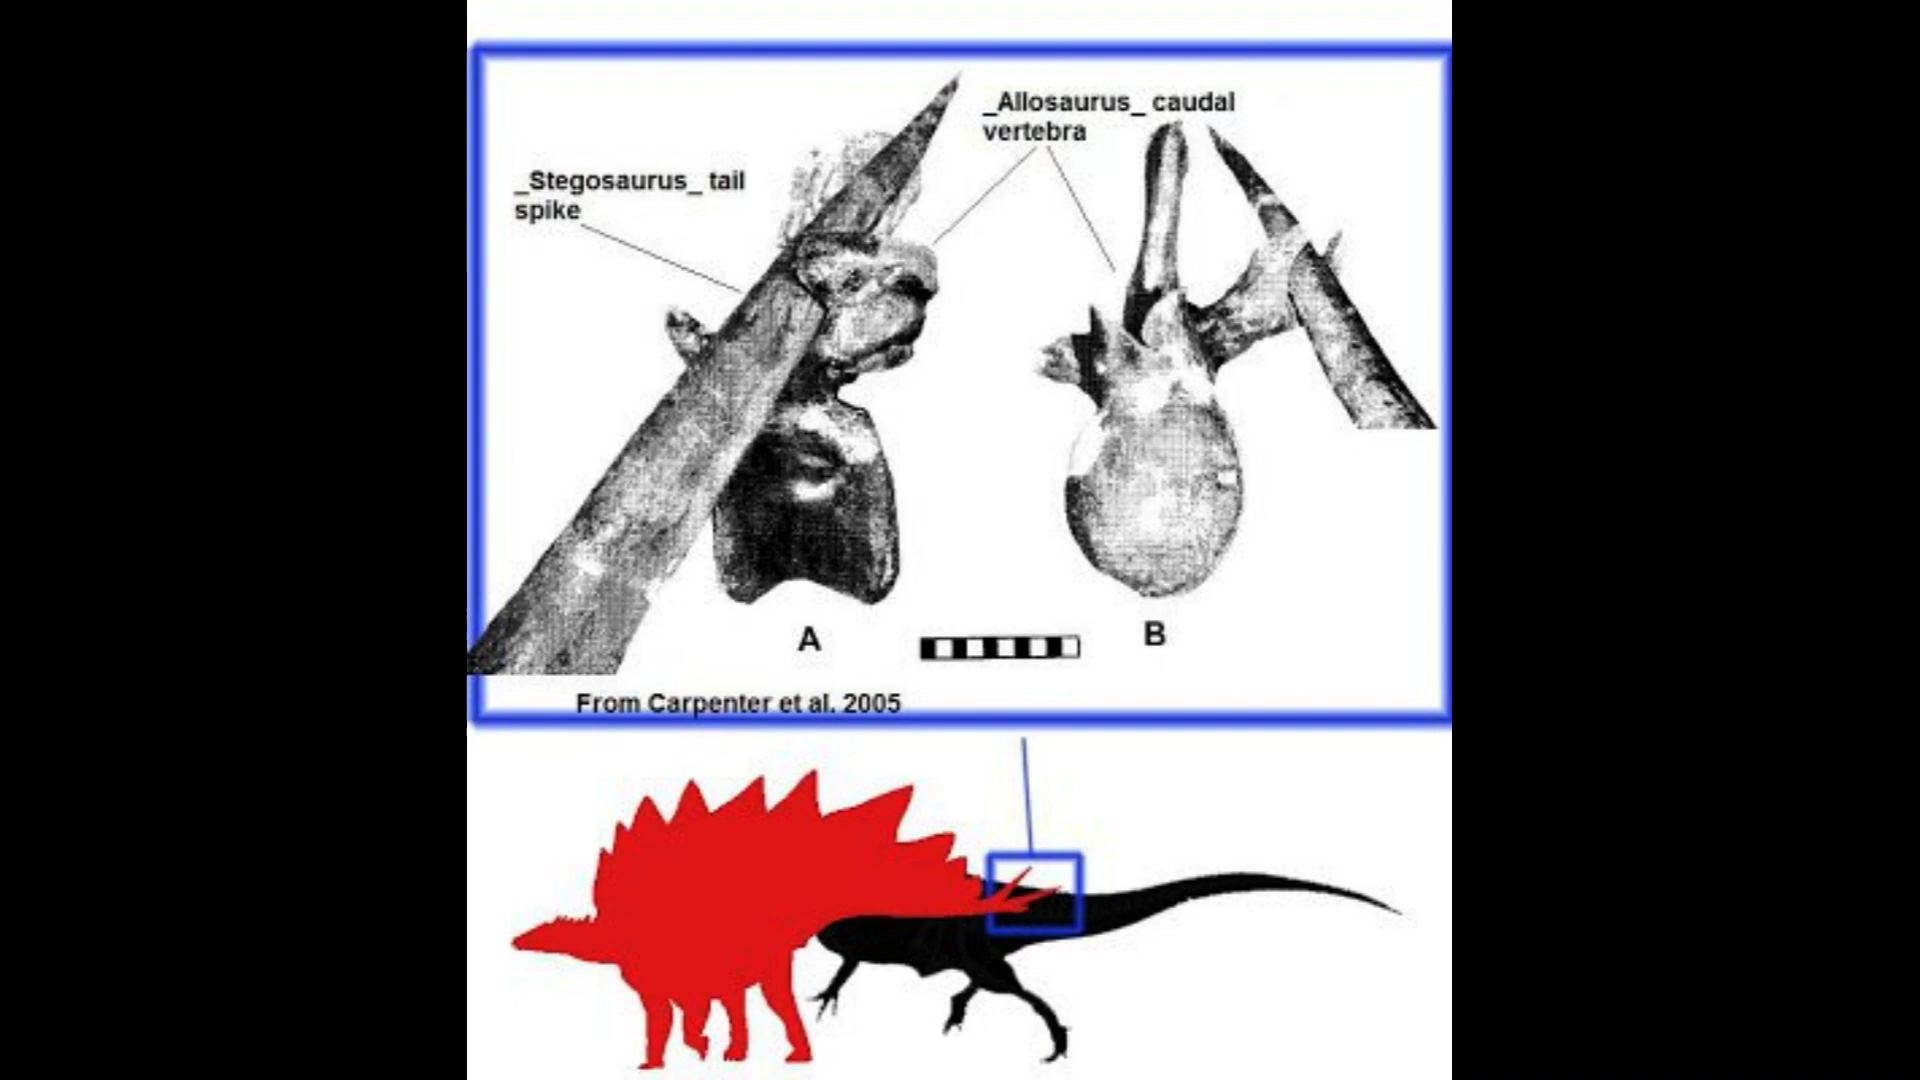 _Allosaurus_ caudal
vertebra
_Stegosaurus_ tail
spike
A
B
From Carpenter et al. 2005